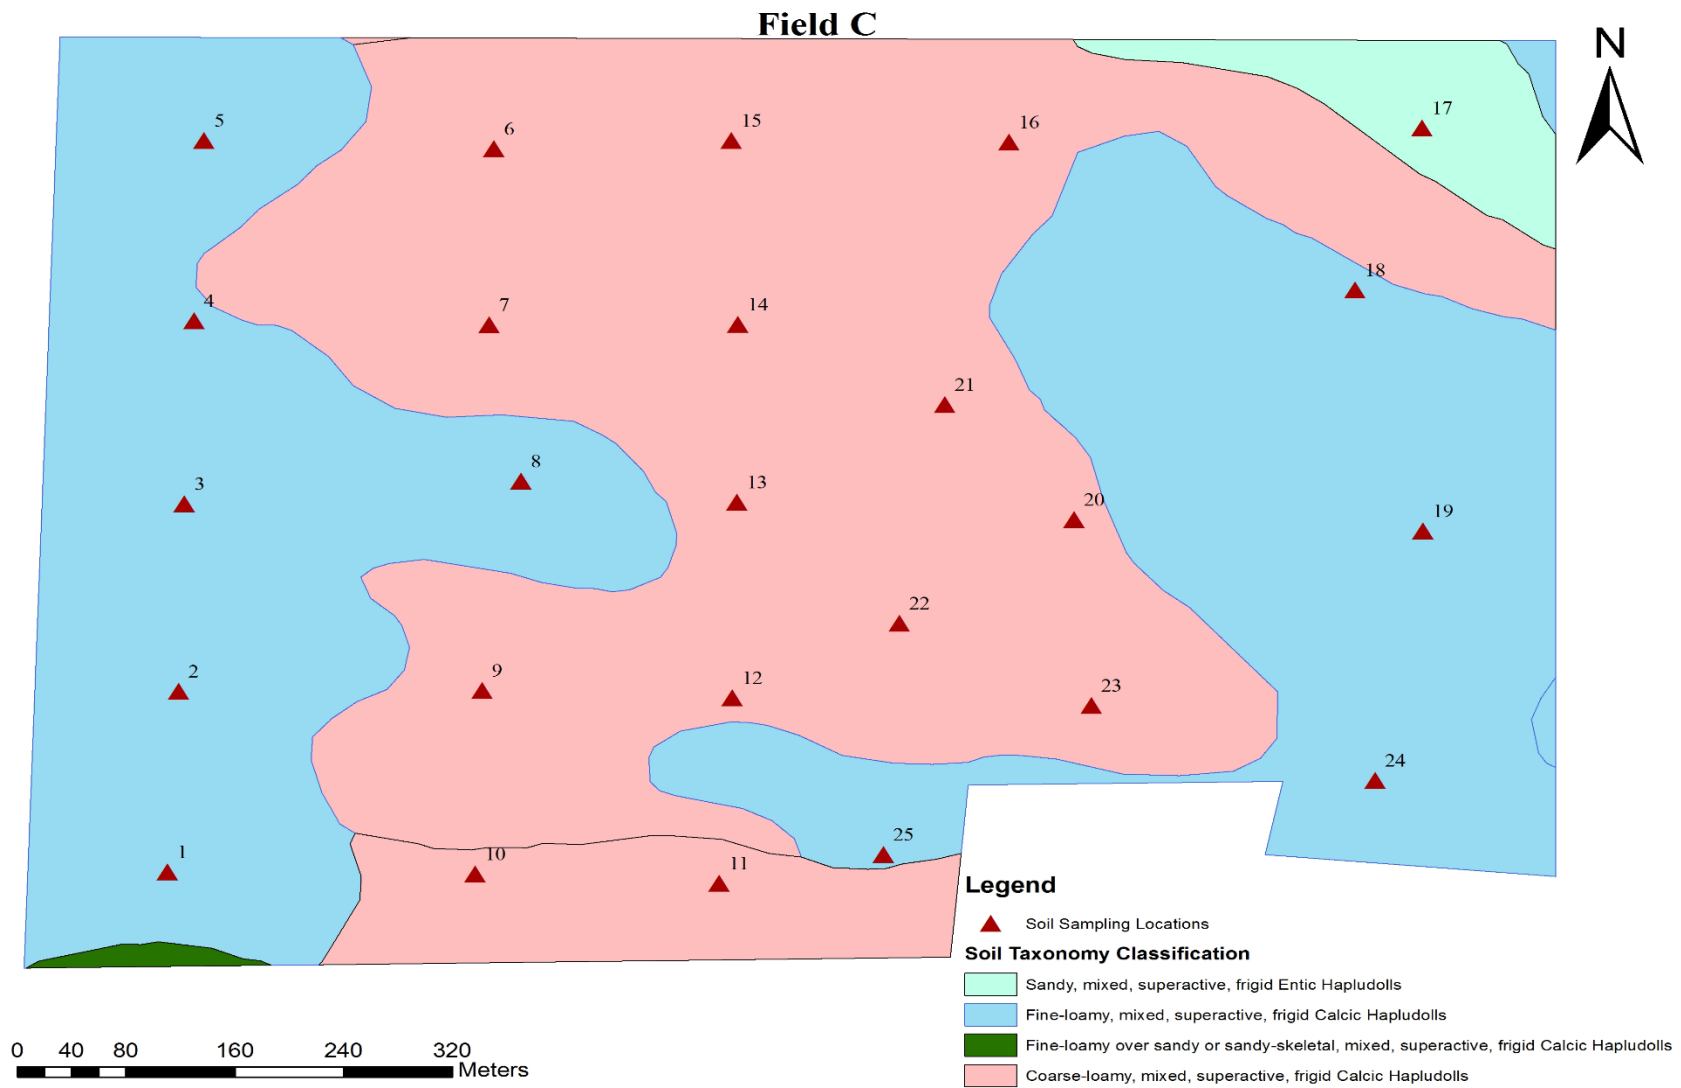 Field C
N
5
6
15
16
17
4
7
14
18
21
3
8
13
20
19
22
2
9
12
23
24
1
10
11
25
Legend
Soil Sampling Locations
Soil Taxonomy Classification
Sandy, mixed, superactive, frigid Entic Hapludolls
Fine-loamy, mixed, superactive, frigid Calcic Hapludolls
Fine-loamy over sandy or sandy-skeletal, mixed, superactive, frigid Calcic Hapludolls
Coarse-loamy, mixed, superactive, frigid Calcic Hapludolls
0 40 80 160 240 320
Meters